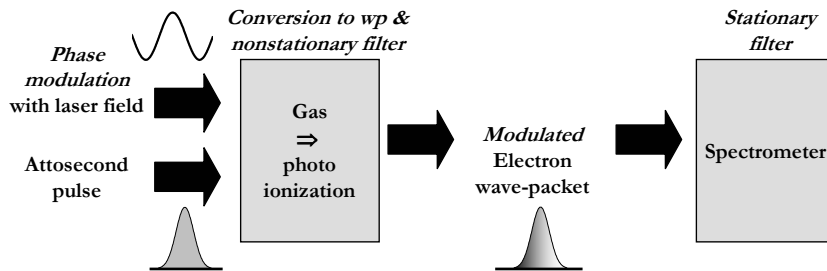 Conversion to wp &
nonstationary filter
Stationary
filter
Phase
modulation
with laser field
Attosecond
pulse
Gas
⇒
photo
ionization
Modulated
Electron
wave-packet
Spectrometer